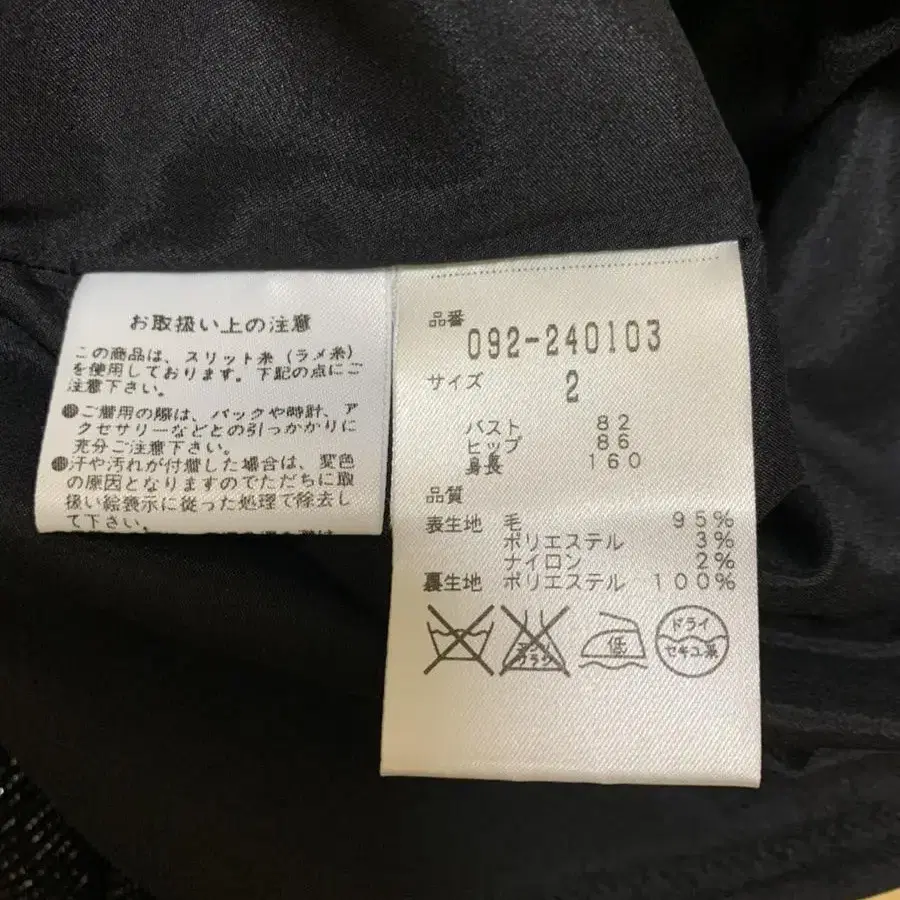 お取扱い上の注意
この商品は、スリット糸(ラメ糸)
を使用しております。下記の点にご
注意下さい。
●ご着用の際は、バックや時計、ア
クセサリーなどとの引っかかりに
充分ご注意下さい。
●汗や汚れが付着した場合は、変色
の原因となりますのでただちに取
扱い絵表示に従った処理で除去し
て下さい。
品番
092-240103
サイズ
2
バスト 82
ヒップ 86
身長 160
品質
表生地 毛 95%
ポリエステル 3%
ナイロン 2%
裏生地 ポリエステル 100%
エンソ サラシ 低 ドライ
セキユ系